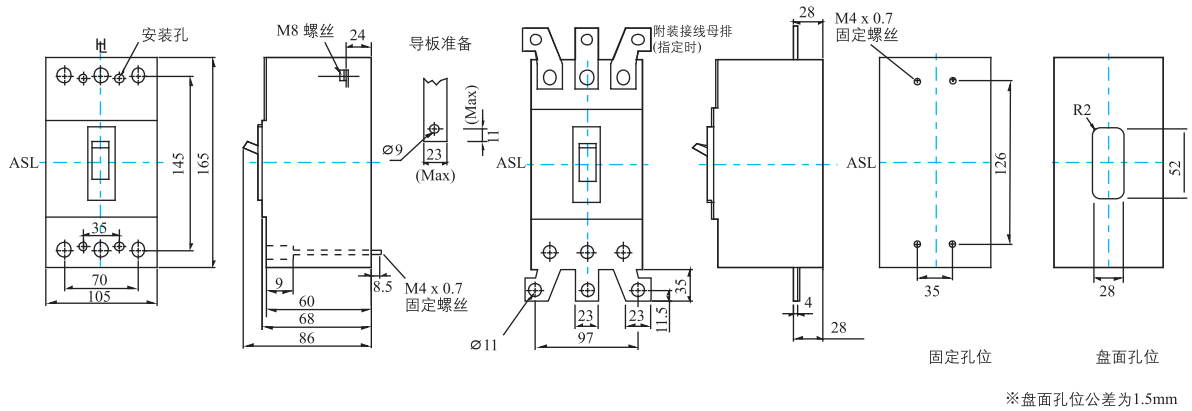 H
L
安装孔
ASL
145
165
35
70
105
M8 螺丝
24
9
8.5
M4 x 0.7
固定螺丝
60
68
86
导板准备
Ø9
(Max)
11
23
(Max)
附装接线母排
(指定时)
ASL
Ø11
23
23
97
35
11.5
28
4
28
M4 x 0.7
固定螺丝
ASL
126
35
固定孔位
R2
52
28
盘面孔位
※盘面孔位公差为1.5mm